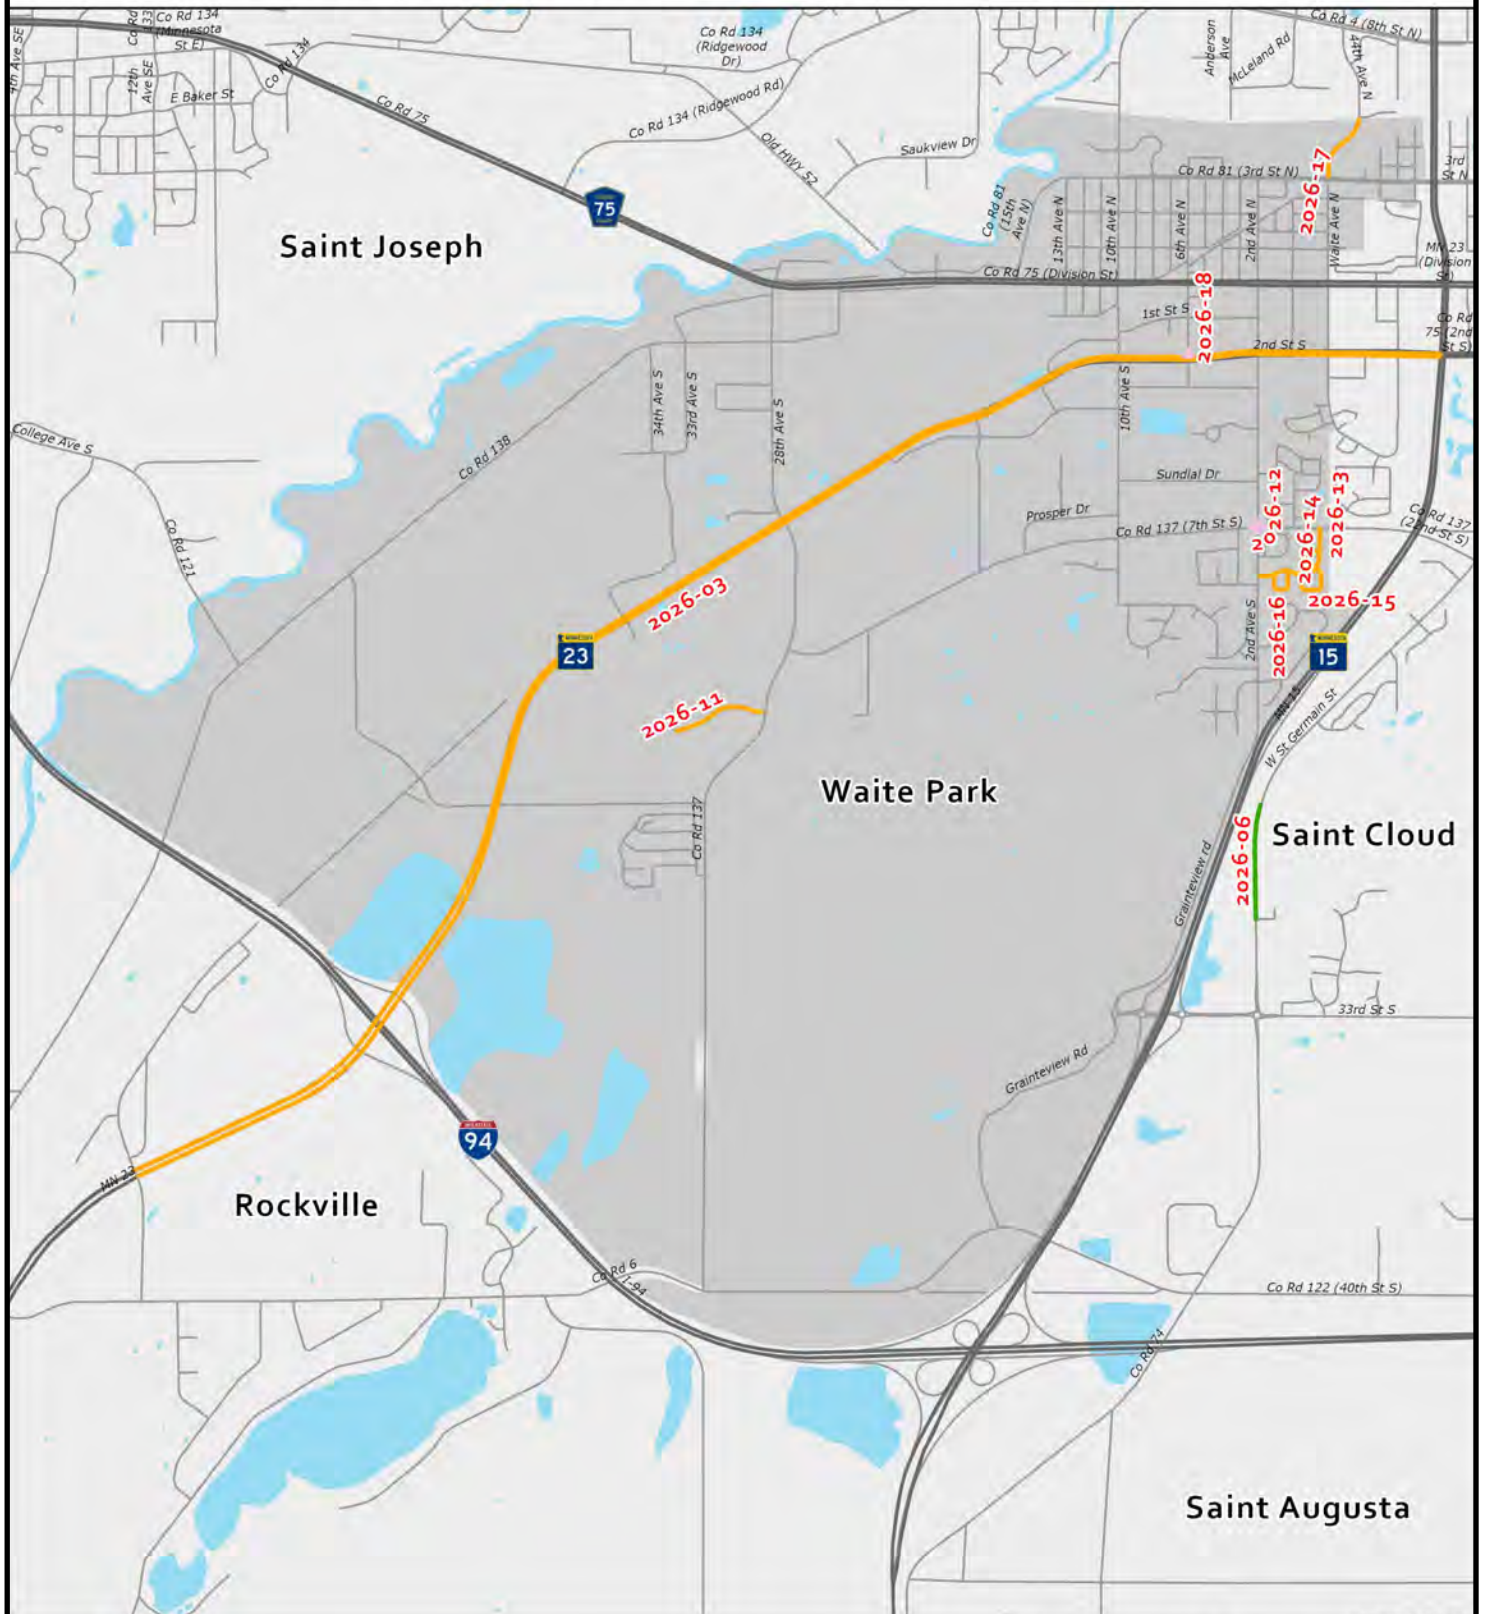 Co Rd 134
(Minnesota
St E)
Co Rd
133
4th Ave SE
12th
Ave SE
E Baker St
Co Rd 134
Co Rd 75
Co Rd 134
(Ridgewood
Dr)
Co Rd 134 (Ridgewood Rd)
Old HWY 52
Saukview Dr
Anderson
Ave
McLeland Rd
Co Rd 4 (8th St N)
44th Ave N
Co Rd 81 (3rd St N)
3rd
St N
2026-17
Co Rd 81
(15th
Ave N)
13th Ave N
10th Ave N
6th Ave N
2nd Ave N
Waite Ave N
MN 23
(Division
St)
75
Saint Joseph
Co Rd 75 (Division St)
2026-18
1st St S
2nd St S
Co Rd
75 (2nd
St S)
34th Ave S
33rd Ave S
28th Ave S
10th Ave S
College Ave S
Co Rd 138
Co Rd 121
Sundial Dr
Prosper Dr
Co Rd 137 (7th St S)
2026-12
2026-14
2026-13
Co Rd 137
(22nd St S)
2026-03
23
2nd Ave S
2026-16
2026-15
15
MN 15
W St Germain St
2026-11
Waite Park
Co Rd 137
Saint Cloud
2026-06
Grainteview rd
33rd St S
Grainteview Rd
94
MN 23
Rockville
Co Rd 6
I-94
Co Rd 122 (40th St S)
Co Rd 74
Saint Augusta